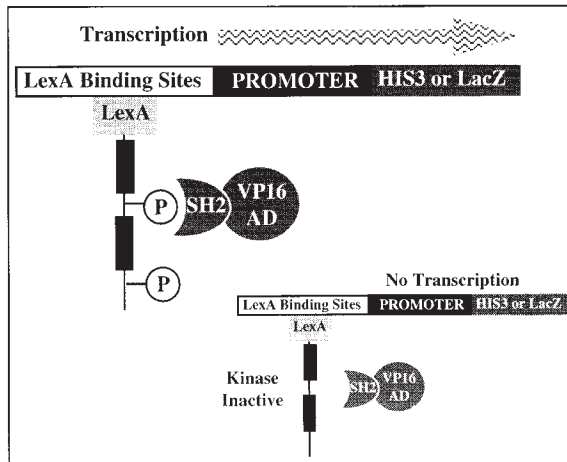 Transcription
LexA Binding Sites PROMOTER HIS3 or LacZ
LexA
P SH2 VP16 AD
P
No Transcription
LexA Binding Sites PROMOTER HIS3 or LacZ
LexA
Kinase
Inactive
SH2 VP16 AD